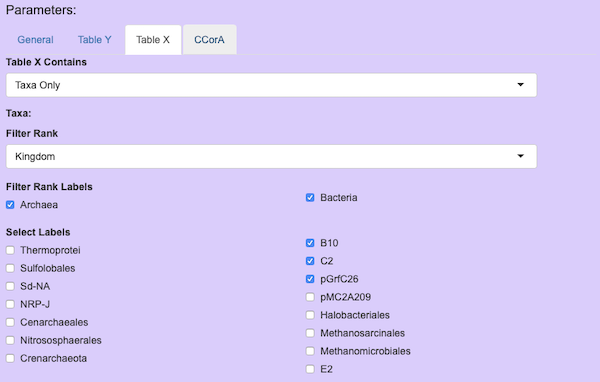 Parameters:
General
Table Y
Table X
CCorA
Table X Contains
Taxa Only
Taxa:
Filter Rank
Kingdom
Filter Rank Labels
Archaea
Bacteria
Select Labels
Thermoprotei
Sulfolobales
Sd-NA
NRP-J
Cenarchaeales
Nitrososphaerales
Crenarchaeota
B10
C2
pGrfC26
pMC2A209
Halobacteriales
Methanosarcinales
Methanomicrobiales
E2